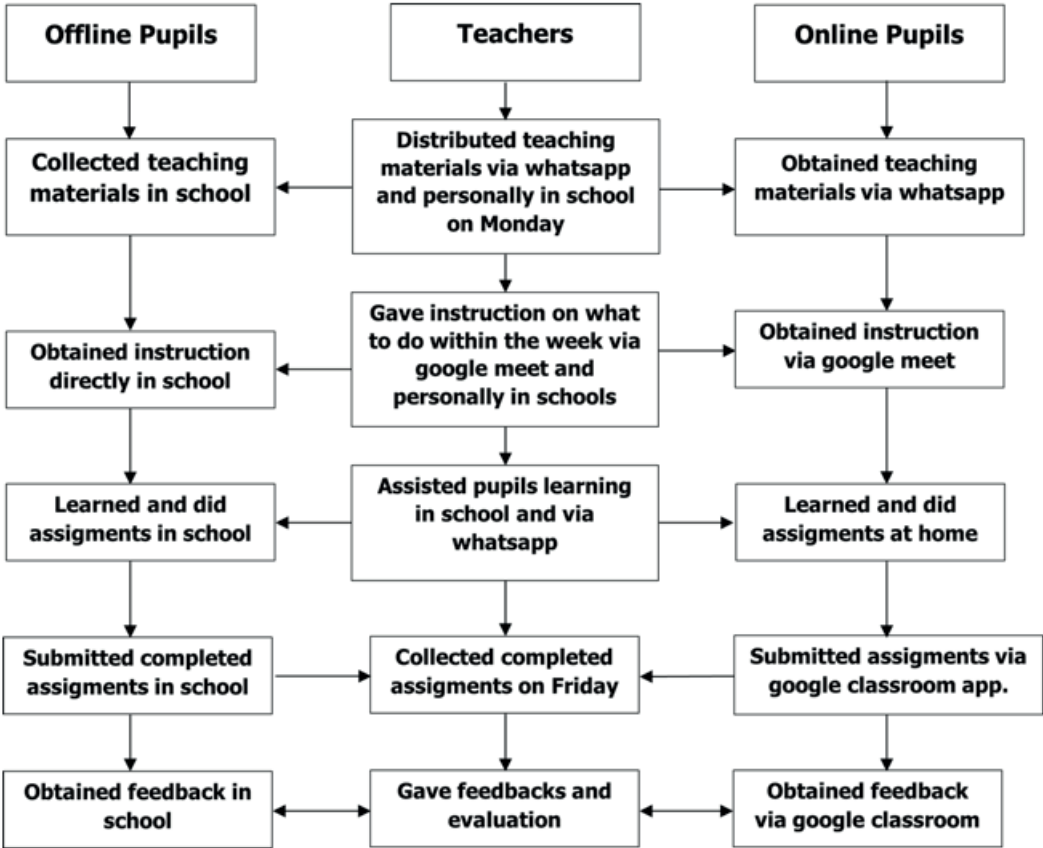 Offline Pupils
Teachers
Online Pupils
Collected teaching
materials in school
Distributed teaching
materials via whatsapp
and personally in school
on Monday
Obtained teaching
materials via whatsapp
Obtained instruction
directly in school
Gave instruction on what
to do within the week via
google meet and
personally in schools
Obtained instruction
via google meet
Learned and did
assigments in school
Assisted pupils learning
in school and via
whatsapp
Learned and did
assigments at home
Submitted completed
assigments in school
Collected completed
assigments on Friday
Submitted assigments via
google classroom app.
Obtained feedback in
school
Gave feedbacks and
evaluation
Obtained feedback
via google classroom